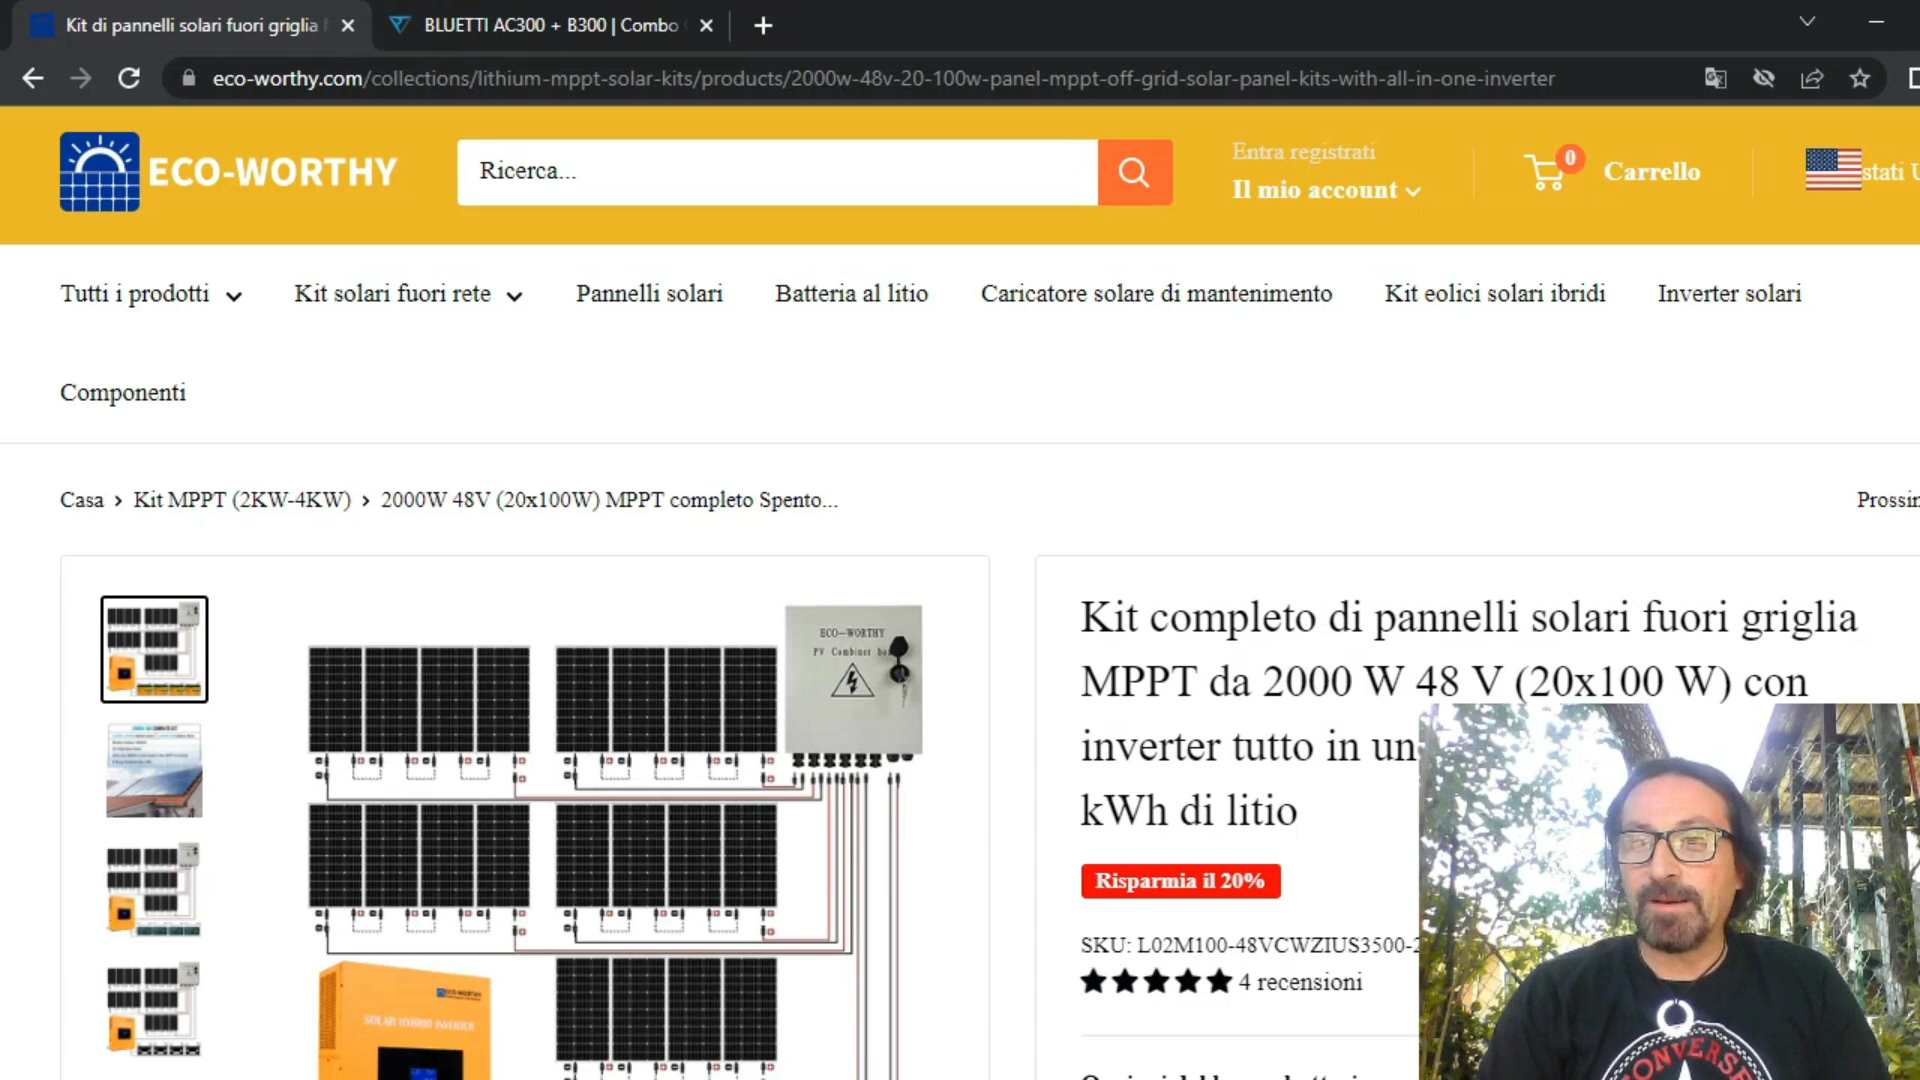 Kit di pannelli solari fuori griglia
BLUETTI AC300 + B300 | Combo
eco-worthy.com/collections/lithium-mppt-solar-kits/products/2000w-48v-20-100w-panel-mppt-off-grid-solar-panel-kits-with-all-in-one-inverter
ECO-WORTHY
Ricerca...
Entra registrati
Il mio account
0
Carrello
stati U
Tutti i prodotti
Kit solari fuori rete
Pannelli solari
Batteria al litio
Caricatore solare di mantenimento
Kit eolici solari ibridi
Inverter solari
Componenti
Casa > Kit MPPT (2KW-4KW) > 2000W 48V (20x100W) MPPT completo Spento...
Prossin
ECO-WORTHY
PV Combiner bo
ECO-WORTHY
SOLAR HYBRID INVERTER
Kit completo di pannelli solari fuori griglia
MPPT da 2000 W 48 V (20x100 W) con
inverter tutto in un
kWh di litio
Risparmia il 20%
SKU: L02M100-48VCWZIUS3500-2
4 recensioni
CONVERSE